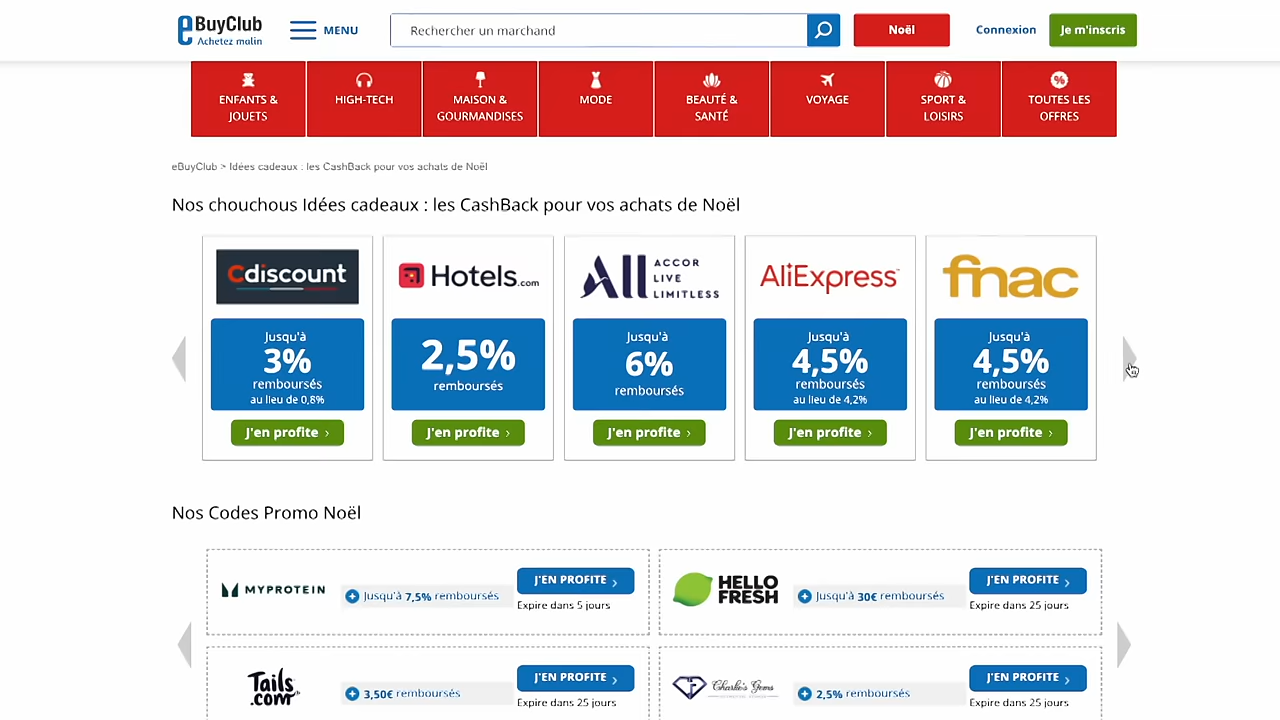 eBuyClub
Achetez malin
MENU
Rechercher un marchand
Noël
Connexion
Je m'inscris
ENFANTS &
JOUETS
HIGH-TECH
MAISON &
GOURMANDISES
MODE
BEAUTÉ &
SANTÉ
VOYAGE
SPORT &
LOISIRS
TOUTES LES
OFFRES
eBuyClub > Idées cadeaux : les CashBack pour vos achats de Noël
Nos chouchous Idées cadeaux : les CashBack pour vos achats de Noël
Cdiscount
Jusqu'à
3%
remboursés
au lieu de 0,8%
J'en profite ›
Hotels.com
2,5%
remboursés
J'en profite ›
All ACCOR
LIVE
LIMITLESS
Jusqu'à
6%
remboursés
J'en profite ›
AliExpress
Jusqu'à
4,5%
remboursés
au lieu de 4,2%
J'en profite ›
fnac
Jusqu'à
4,5%
remboursés
au lieu de 4,2%
J'en profite ›
Nos Codes Promo Noël
MYPROTEIN
Jusqu'à 7,5% remboursés
J'EN PROFITE ›
Expire dans 5 jours
HELLO
FRESH
Jusqu'à 30€ remboursés
J'EN PROFITE ›
Expire dans 25 jours
Tails
.com
3,50€ remboursés
J'EN PROFITE ›
Expire dans 25 jours
Charlie's Gems
2,5% remboursés
J'EN PROFITE ›
Expire dans 25 jours